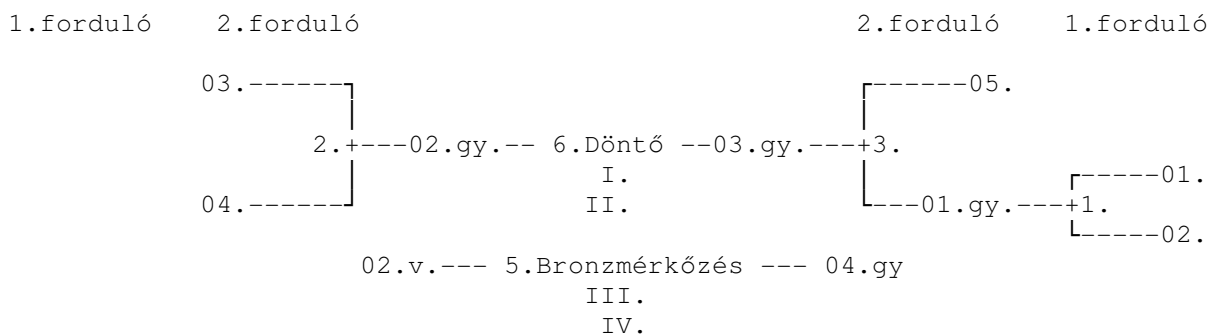 1.forduló 2.forduló 2.forduló 1.forduló
03.------┐ ┌------05.
2.+---02.gy.-- 6.Döntő --03.gy.---+3.
I. ┌-----01.
04.------┘ II. └---01.gy.---+1.
└-----02.
02.v.--- 5.Bronzmérkőzés --- 04.gy
III.
IV.